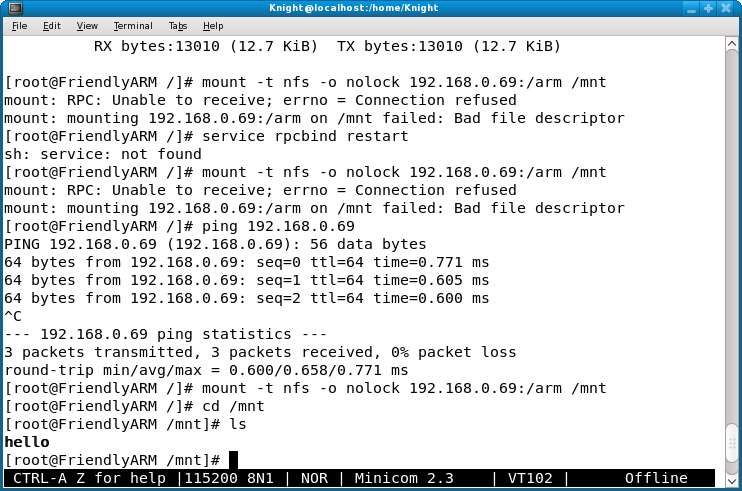 Knight@localhost:/home/Knight
File Edit View Terminal Tabs Help
RX bytes:13010 (12.7 KiB)  TX bytes:13010 (12.7 KiB)
[root@FriendlyARM /]# mount -t nfs -o nolock 192.168.0.69:/arm /mnt
mount: RPC: Unable to receive; errno = Connection refused
mount: mounting 192.168.0.69:/arm on /mnt failed: Bad file descriptor
[root@FriendlyARM /]# service rpcbind restart
sh: service: not found
[root@FriendlyARM /]# mount -t nfs -o nolock 192.168.0.69:/arm /mnt
mount: RPC: Unable to receive; errno = Connection refused
mount: mounting 192.168.0.69:/arm on /mnt failed: Bad file descriptor
[root@FriendlyARM /]# ping 192.168.0.69
PING 192.168.0.69 (192.168.0.69): 56 data bytes
64 bytes from 192.168.0.69: seq=0 ttl=64 time=0.771 ms
64 bytes from 192.168.0.69: seq=1 ttl=64 time=0.605 ms
64 bytes from 192.168.0.69: seq=2 ttl=64 time=0.600 ms
^C
--- 192.168.0.69 ping statistics ---
3 packets transmitted, 3 packets received, 0% packet loss
round-trip min/avg/max = 0.600/0.658/0.771 ms
[root@FriendlyARM /]# mount -t nfs -o nolock 192.168.0.69:/arm /mnt
[root@FriendlyARM /]# cd /mnt
[root@FriendlyARM /mnt]# ls
hello
[root@FriendlyARM /mnt]#
CTRL-A Z for help |115200 8N1 | NOR | Minicom 2.3    | VT102 |      Offline